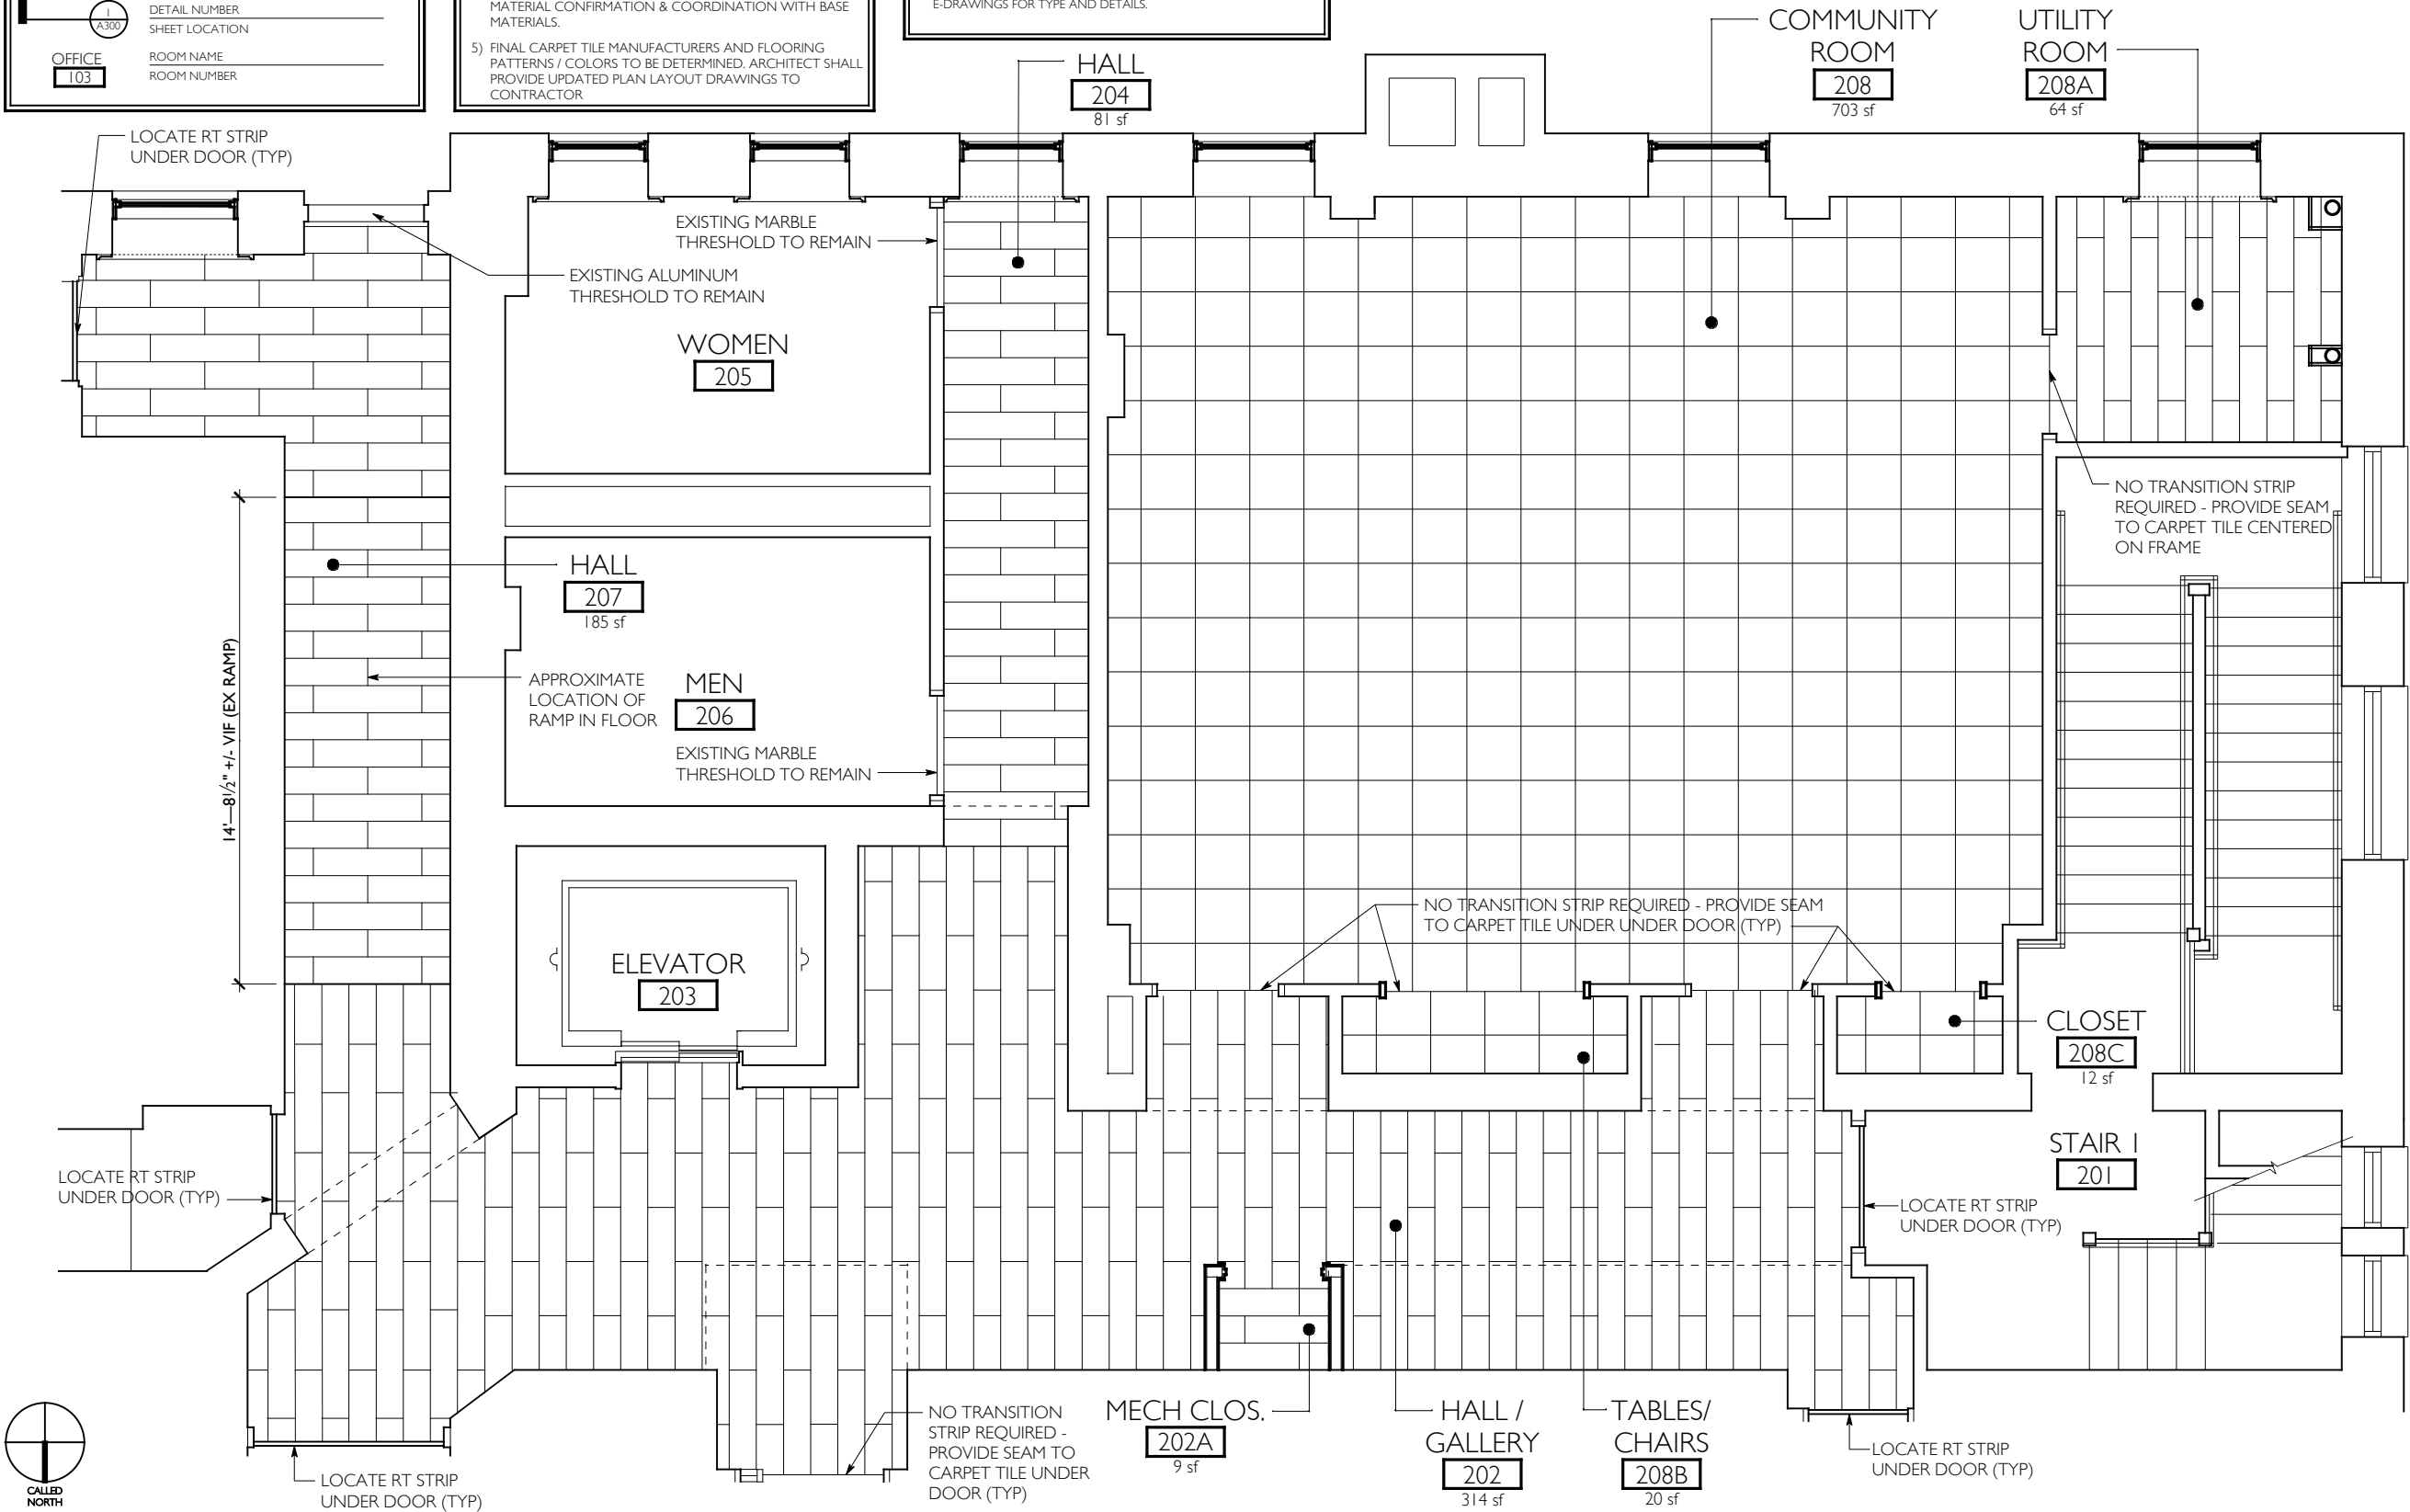 DETAIL NUMBER
SHEET LOCATION
1
A300
OFFICE
103
ROOM NAME
ROOM NUMBER
MATERIAL CONFIRMATION & COORDINATION WITH BASE
MATERIALS.
5) FINAL CARPET TILE MANUFACTURERS AND FLOORING
PATTERNS / COLORS TO BE DETERMINED. ARCHITECT SHALL
PROVIDE UPDATED PLAN LAYOUT DRAWINGS TO
CONTRACTOR
E-DRAWINGS FOR TYPE AND DETAILS.
HALL
204
81 sf
COMMUNITY
ROOM
208
703 sf
UTILITY
ROOM
208A
64 sf
LOCATE RT STRIP
UNDER DOOR (TYP)
EXISTING MARBLE
THRESHOLD TO REMAIN
EXISTING ALUMINUM
THRESHOLD TO REMAIN
WOMEN
205
NO TRANSITION STRIP
REQUIRED - PROVIDE SEAM
TO CARPET TILE CENTERED
ON FRAME
HALL
207
185 sf
14'—8½" +/- VIF (EX RAMP)
APPROXIMATE
LOCATION OF
RAMP IN FLOOR
MEN
206
EXISTING MARBLE
THRESHOLD TO REMAIN
NO TRANSITION STRIP REQUIRED - PROVIDE SEAM
TO CARPET TILE UNDER UNDER DOOR (TYP)
ELEVATOR
203
CLOSET
208C
12 sf
STAIR 1
201
LOCATE RT STRIP
UNDER DOOR (TYP)
LOCATE RT STRIP
UNDER DOOR (TYP)
CALLED
NORTH
LOCATE RT STRIP
UNDER DOOR (TYP)
NO TRANSITION
STRIP REQUIRED -
PROVIDE SEAM TO
CARPET TILE UNDER
DOOR (TYP)
MECH CLOS.
202A
9 sf
HALL /
GALLERY
202
314 sf
TABLES/
CHAIRS
208B
20 sf
LOCATE RT STRIP
UNDER DOOR (TYP)